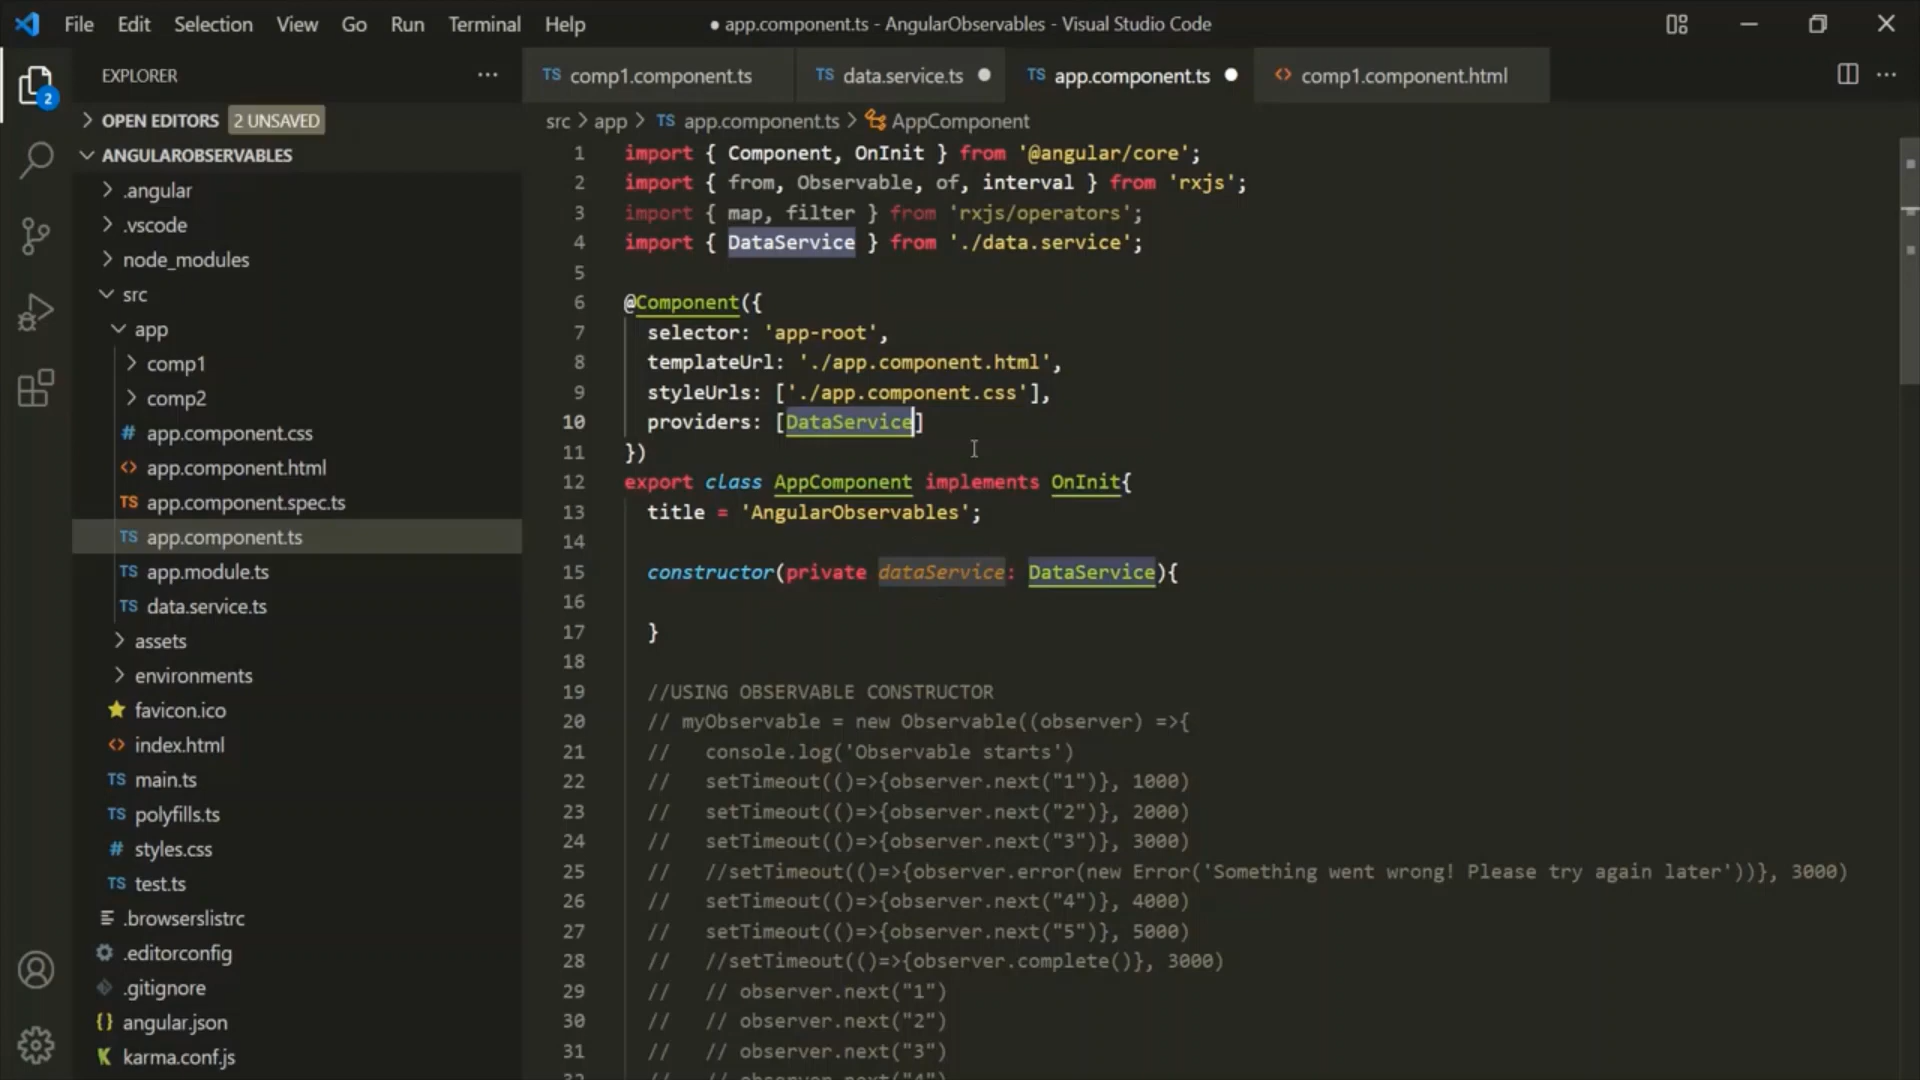 File Edit Selection View Go Run Terminal Help
● app.component.ts - AngularObservables - Visual Studio Code
EXPLORER
TS comp1.component.ts
TS data.service.ts
TS app.component.ts
comp1.component.html
2
OPEN EDITORS 2 UNSAVED
src > app > TS app.component.ts > AppComponent
ANGULAROBSERVABLES
.angular
.vscode
node_modules
src
app
comp1
comp2
# app.component.css
<> app.component.html
TS app.component.spec.ts
TS app.component.ts
TS app.module.ts
TS data.service.ts
assets
environments
favicon.ico
<> index.html
TS main.ts
TS polyfills.ts
# styles.css
TS test.ts
.browserslistrc
.editorconfig
.gitignore
{} angular.json
K karma.conf.js
1 import { Component, OnInit } from '@angular/core';
2 import { from, Observable, of, interval } from 'rxjs';
3 import { map, filter } from 'rxjs/operators';
4 import { DataService } from './data.service';
5
6 @Component({
7 selector: 'app-root',
8 templateUrl: './app.component.html',
9 styleUrls: ['./app.component.css'],
10 providers: [DataService]
11 })
12 export class AppComponent implements OnInit{
13 title = 'AngularObservables';
14
15 constructor(private dataService: DataService){
16
17 }
18
19 //USING OBSERVABLE CONSTRUCTOR
20 // myObservable = new Observable((observer) =>{
21 // console.log('Observable starts')
22 // setTimeout(()=>{observer.next("1")}, 1000)
23 // setTimeout(()=>{observer.next("2")}, 2000)
24 // setTimeout(()=>{observer.next("3")}, 3000)
25 // //setTimeout(()=>{observer.error(new Error('Something went wrong! Please try again later'))}, 3000)
26 // setTimeout(()=>{observer.next("4")}, 4000)
27 // setTimeout(()=>{observer.next("5")}, 5000)
28 // //setTimeout(()=>{observer.complete()}, 3000)
29 // // observer.next("1")
30 // // observer.next("2")
31 // // observer.next("3")